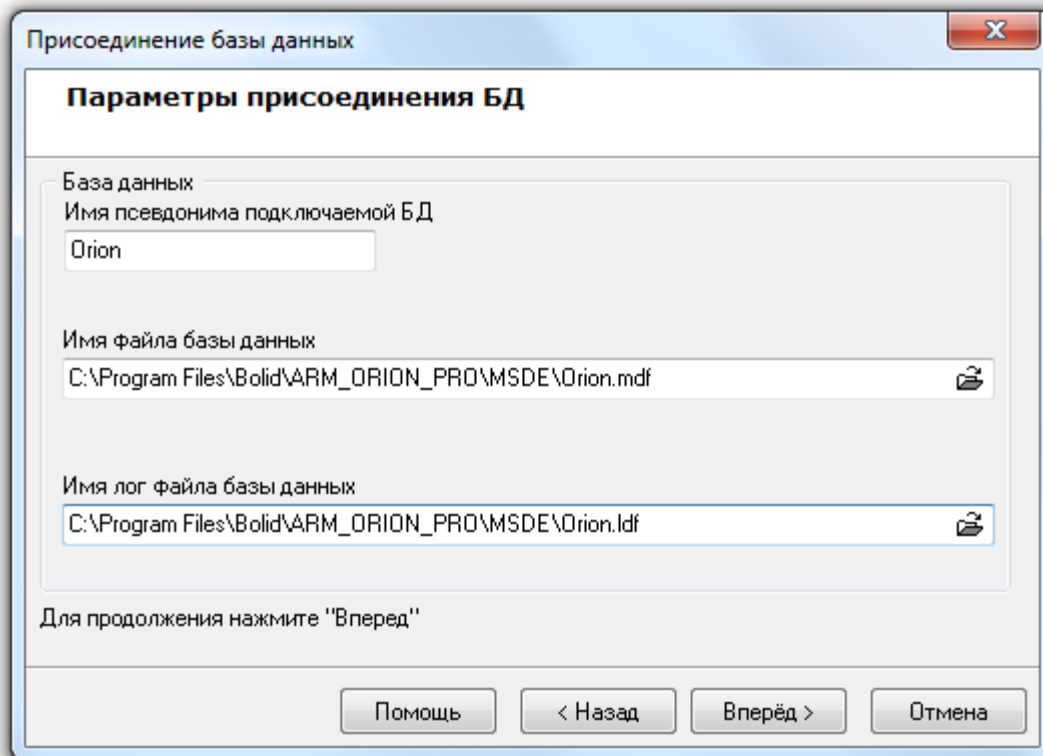 Присоединение базы данных
Параметры присоединения БД
База данных
Имя псевдонима подключаемой БД
Orion
Имя файла базы данных
C:\Program Files\Bolid\ARM_ORION_PRO\MSDE\Orion.mdf
Имя лог файла базы данных
C:\Program Files\Bolid\ARM_ORION_PRO\MSDE\Orion.ldf
Для продолжения нажмите "Вперед"
Помощь < Назад Вперёд > Отмена